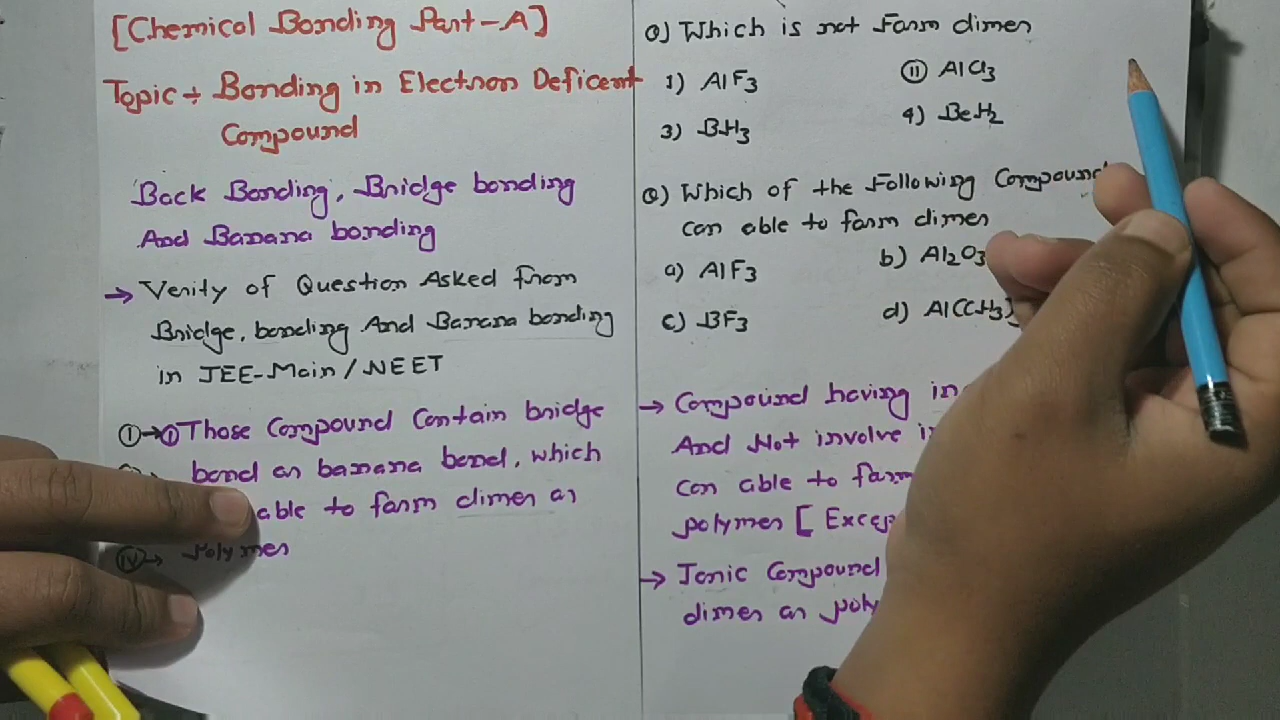 [Chemical Bonding Part-A]
Topic ÷ Bonding in Electron Deficent
Compound
Back Bonding, Bridge bonding
And Banana bonding
→ Verity of Question Asked from
Bridge, bonding And Banana bonding
in JEE-Main/NEET
① → ① Those Compound Contain bridge
bond or banana bond, which
able to form dimer or
IV → Polymer
Q) Which is not Form dimer
1) AlF3
(II) AlCl3
3) BH3
4) BeH2
Q) Which of the Following Compound
can able to form dimer
a) AlF3
b) Al2O3
c) BF3
d) Al(CH3)
→ Compound having in
And Not involve i
can able to form
polymer [ Excep
→ Ionic Compound
dimer or poly